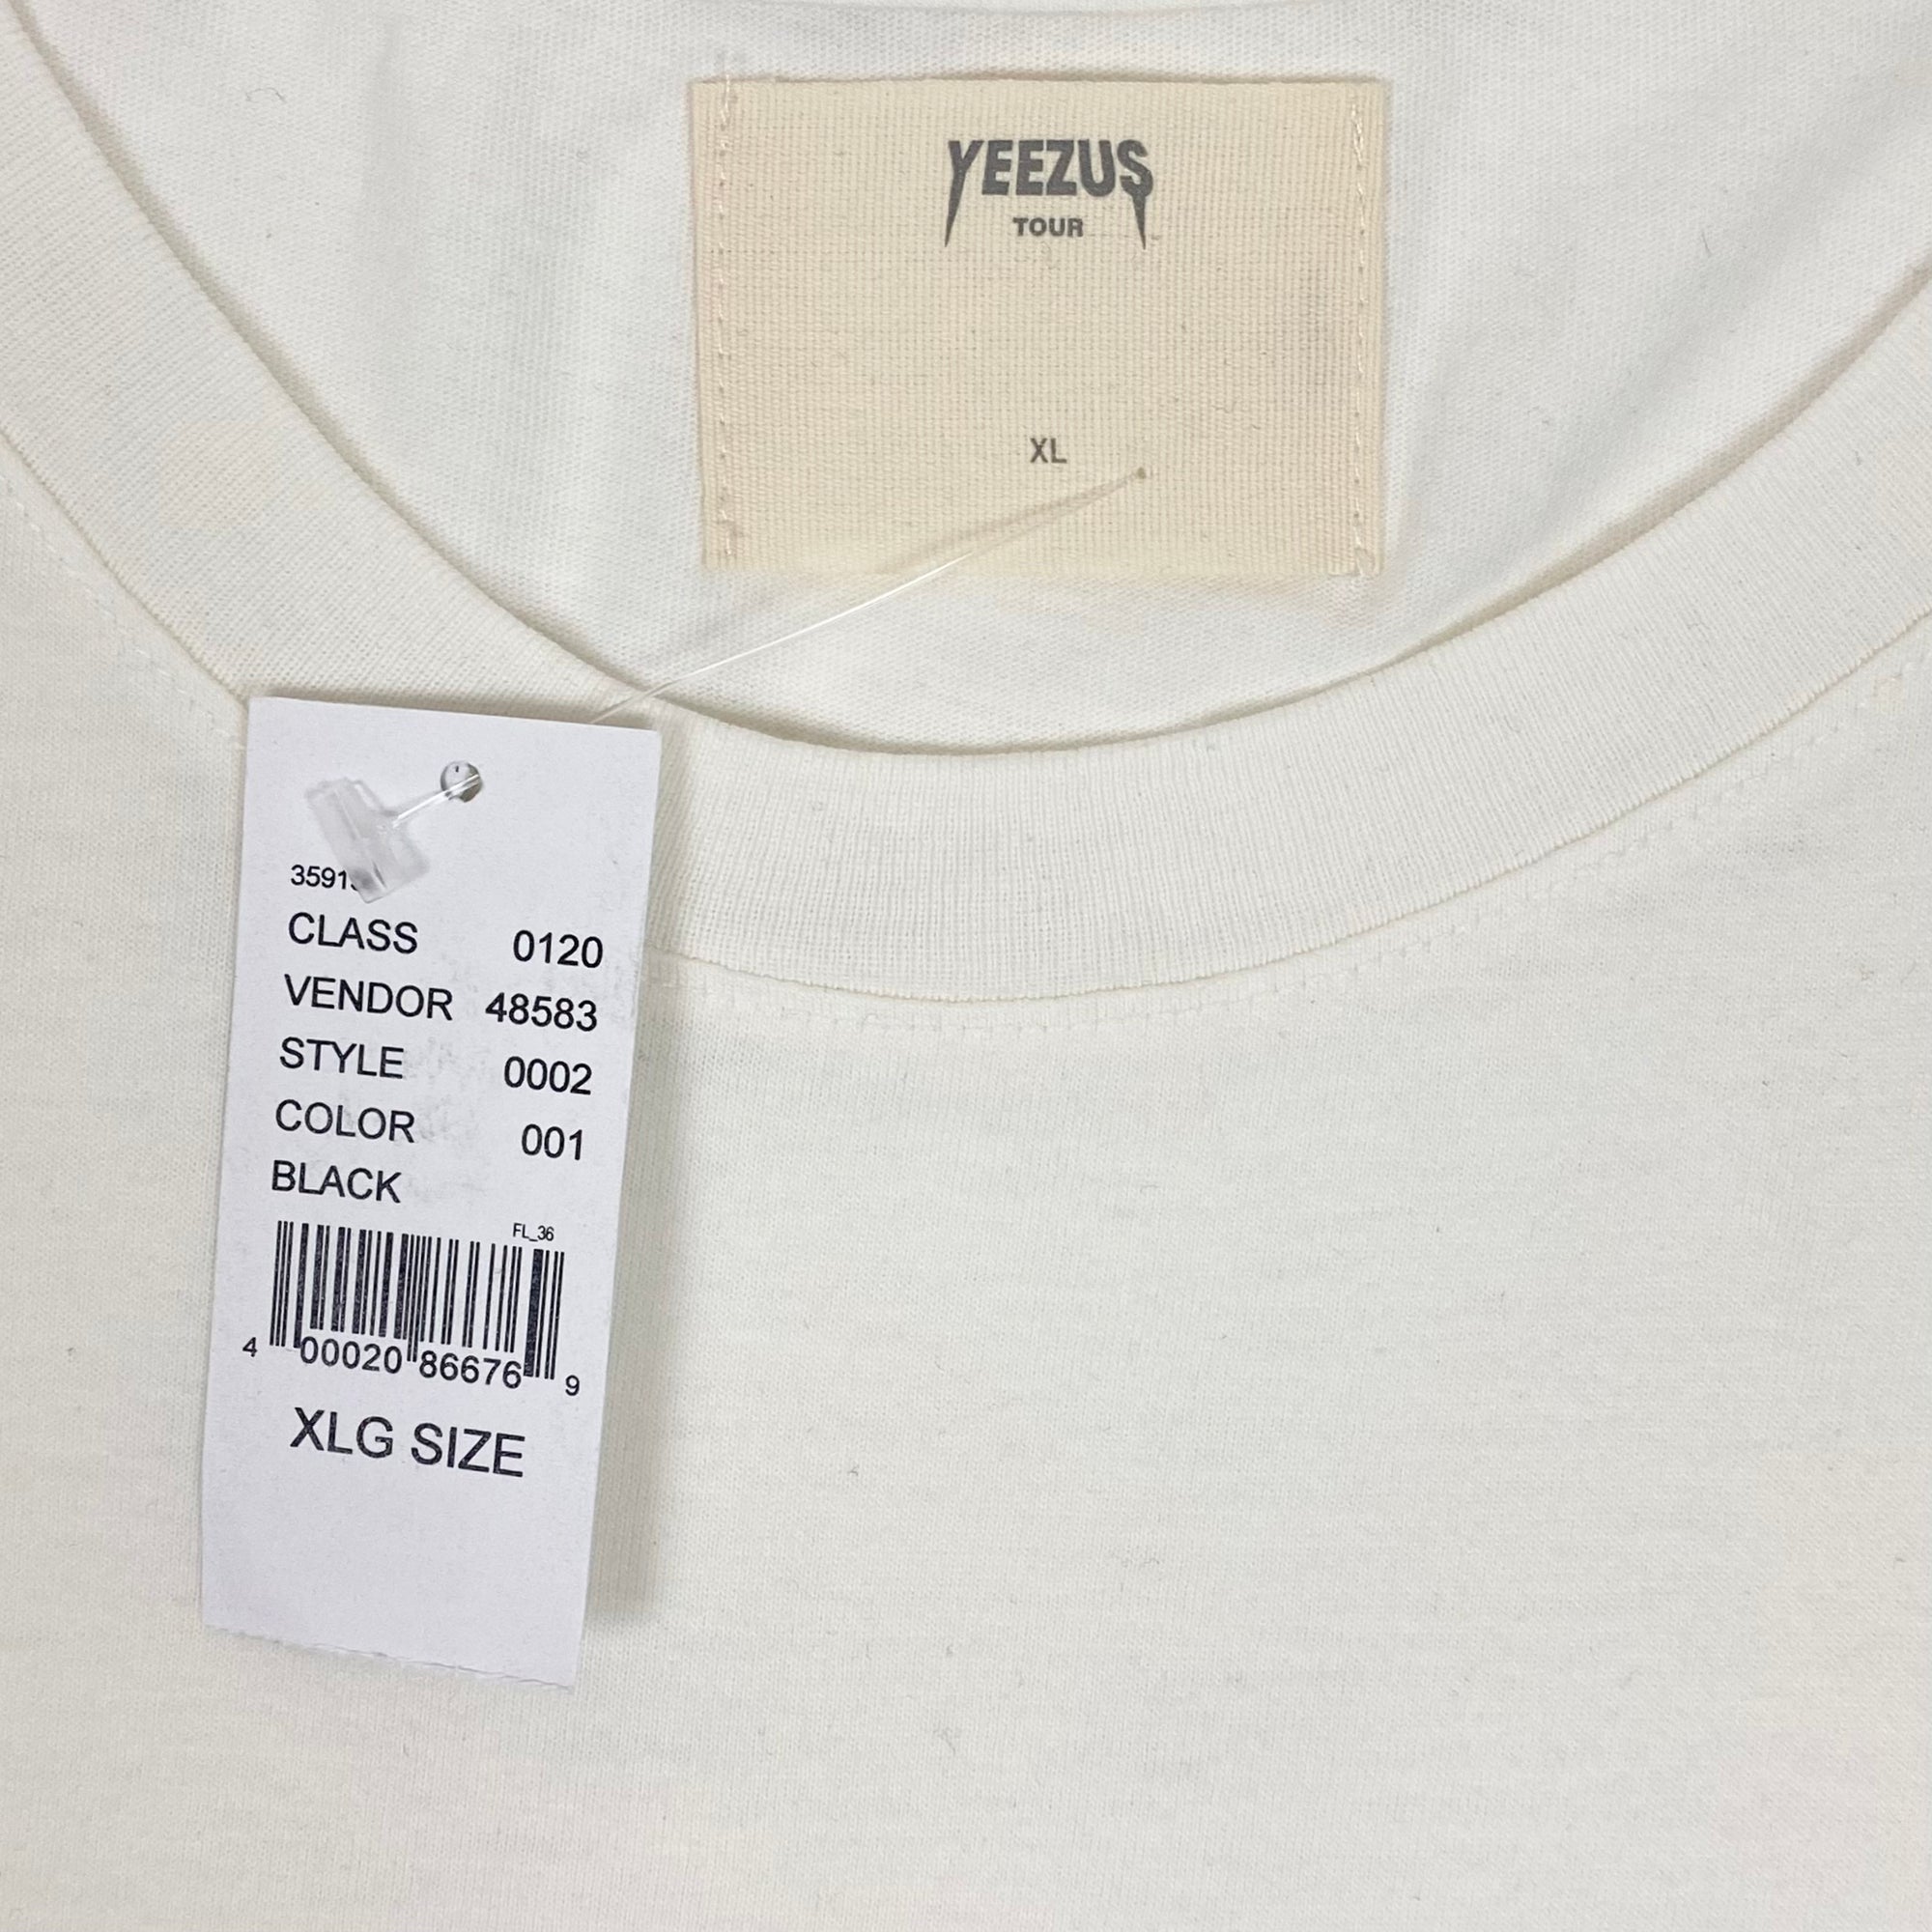 YEEZUS
TOUR
XL
CLASS 0120
VENDOR 48583
STYLE 0002
COLOR 001
BLACK
FL_36
4 00020 86676 9
XLG SIZE